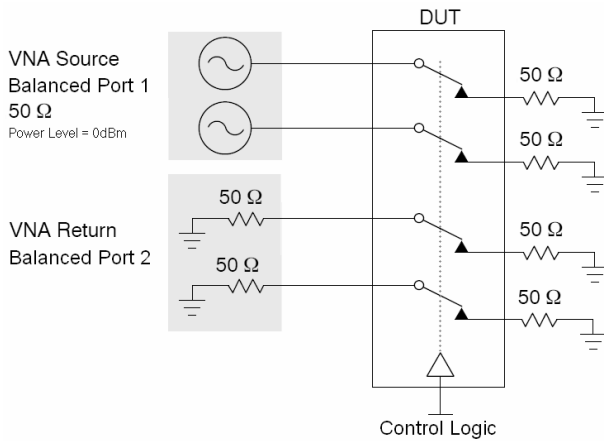 DUT
VNA Source
Balanced Port 1
50 Ω
Power Level = 0dBm
50 Ω
50 Ω
VNA Return
Balanced Port 2
50 Ω
50 Ω
50 Ω
50 Ω
Control Logic